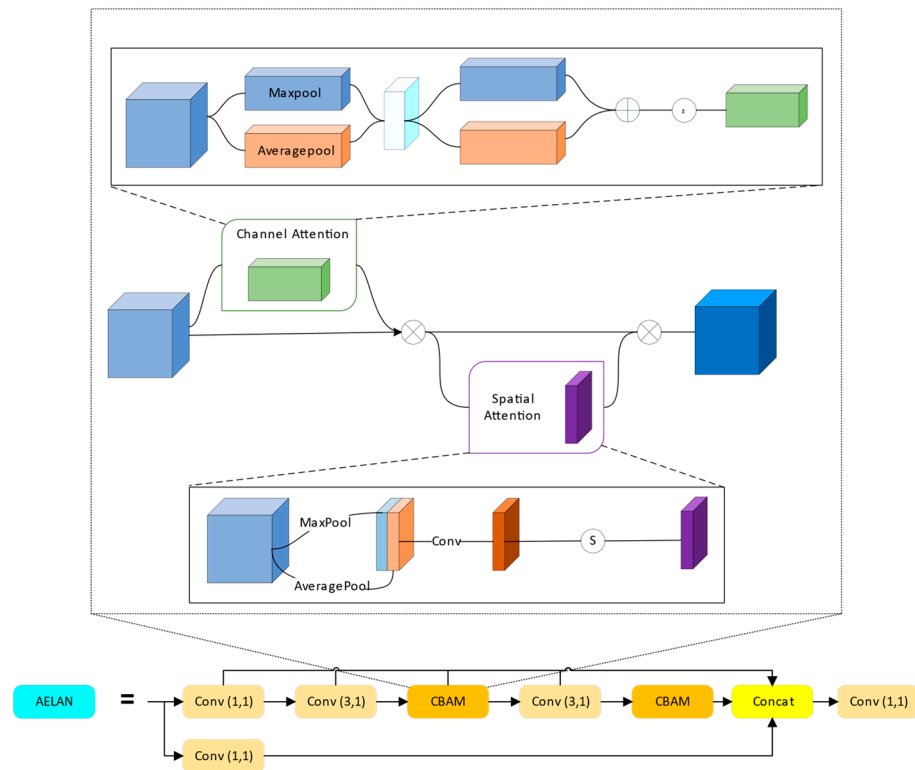 Maxpool
Averagepool
Channel Attention
Spatial
Attention
MaxPool
Conv
S
AveragePool
AELAN
=
Conv (1,1)
Conv (3,1)
CBAM
Conv (3,1)
CBAM
Concat
Conv (1,1)
Conv (1,1)